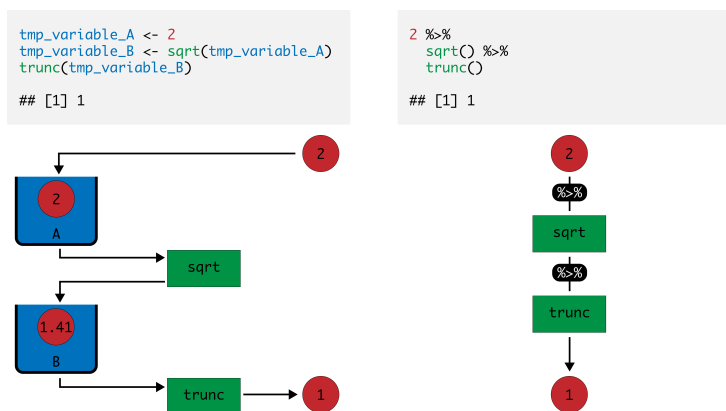 tmp_variable_A <- 2
tmp_variable_B <- sqrt(tmp_variable_A)
trunc(tmp_variable_B)
## [1] 1
2 %>%
sqrt() %>%
trunc()
## [1] 1
2
2
A
sqrt
1.41
B
trunc
1
2
%>%
sqrt
%>%
trunc
1